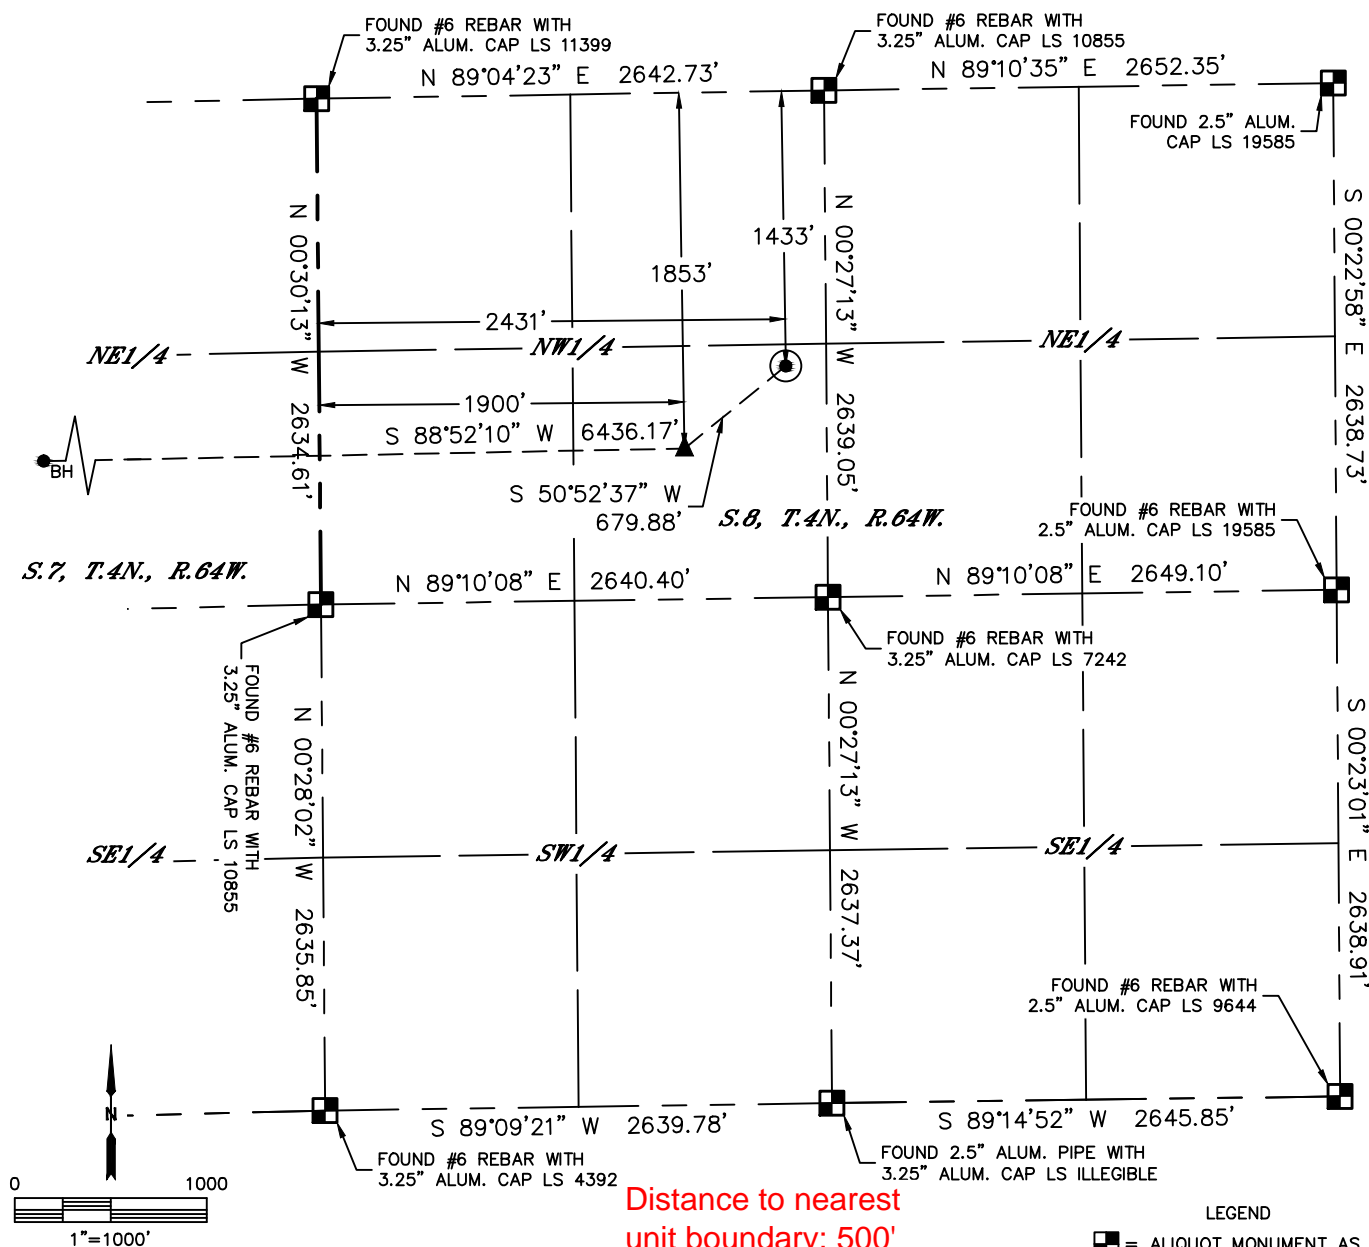 FOUND #6 REBAR WITH
3.25" ALUM. CAP LS 11399
FOUND #6 REBAR WITH
3.25" ALUM. CAP LS 10855
N 89°04'23" E 2642.73'
N 89°10'35" E 2652.35'
FOUND 2.5" ALUM.
CAP LS 19585
N 00°30'13" W 2634.61'
N 00°27'13" W 2639.05'
S 00°22'58" E 2638.73'
1433'
1853'
2431'
NE1/4
NW1/4
NE1/4
1900'
S 88°52'10" W 6436.17'
BH
S 50°52'37" W
679.88'
S.8, T.4N., R.64W.
FOUND #6 REBAR WITH
2.5" ALUM. CAP LS 19585
S.7, T.4N., R.64W.
N 89°10'08" E 2640.40'
N 89°10'08" E 2649.10'
FOUND #6 REBAR WITH
3.25" ALUM. CAP LS 7242
FOUND #6 REBAR WITH
3.25" ALUM. CAP LS 10855
N 00°28'02" W 2635.85'
N 00°27'13" W 2637.37'
S 00°23'01" E 2638.91'
SE1/4
SW1/4
SE1/4
FOUND #6 REBAR WITH
2.5" ALUM. CAP LS 9644
N
S 89°09'21" W 2639.78'
S 89°14'52" W 2645.85'
FOUND #6 REBAR WITH
3.25" ALUM. CAP LS 4392
FOUND 2.5" ALUM. PIPE WITH
3.25" ALUM. CAP LS ILLEGIBLE
0 1000
1"=1000'
Distance to nearest
unit boundary: 500'
LEGEND
= ALIQUOT MONUMENT AS